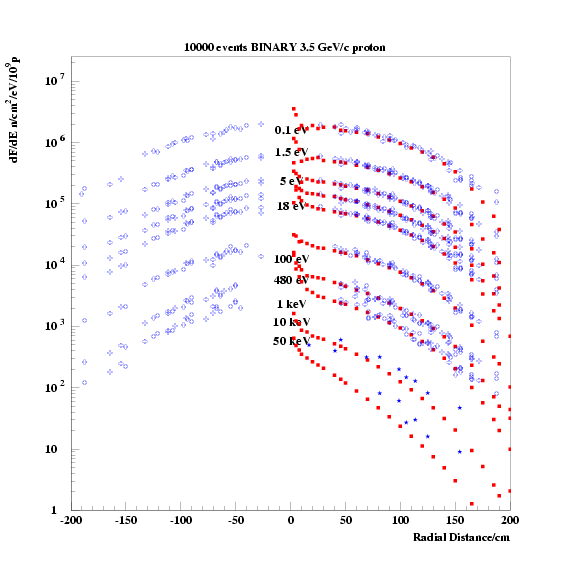 10000 events BINARY 3.5 GeV/c proton
dF/dE n/cm²/eV/10⁹p
10⁷
10⁶
10⁵
10⁴
10³
10²
10
1
0.1 eV
1.5 eV
5 eV
18 eV
100 eV
480 eV
1 keV
10 keV
50 keV
-200 -150 -100 -50 0 50 100 150 200
Radial Distance/cm